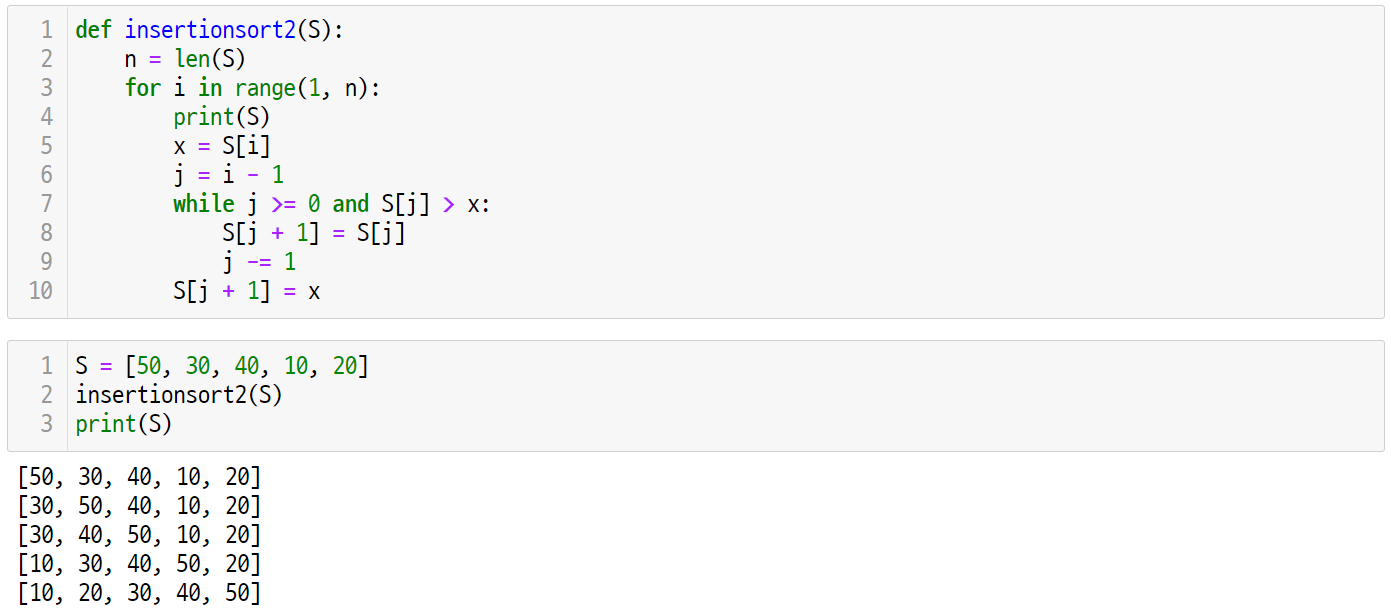 1 def insertionsort2(S):
2     n = len(S)
3     for i in range(1, n):
4         print(S)
5         x = S[i]
6         j = i - 1
7         while j >= 0 and S[j] > x:
8             S[j + 1] = S[j]
9             j -= 1
10         S[j + 1] = x
1 S = [50, 30, 40, 10, 20]
2 insertionsort2(S)
3 print(S)
[50, 30, 40, 10, 20]
[30, 50, 40, 10, 20]
[30, 40, 50, 10, 20]
[10, 30, 40, 50, 20]
[10, 20, 30, 40, 50]